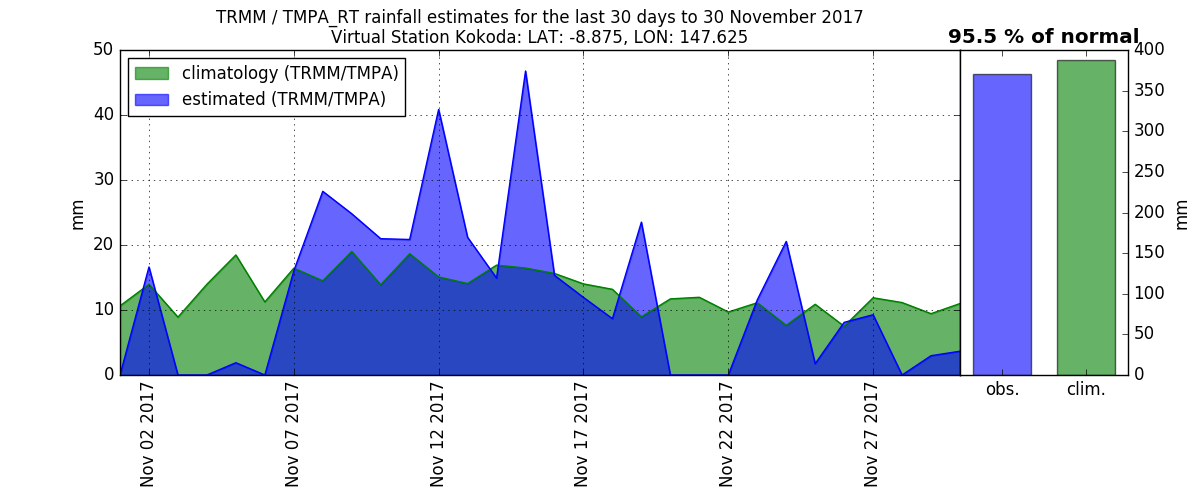 TRMM / TMPA_RT rainfall estimates for the last 30 days to 30 November 2017
Virtual Station Kokoda: LAT: -8.875, LON: 147.625
95.5 % of normal
climatology (TRMM/TMPA)
estimated (TRMM/TMPA)
50
40
30
20
10
0
mm
Nov 02 2017
Nov 07 2017
Nov 12 2017
Nov 17 2017
Nov 22 2017
Nov 27 2017
400
350
300
250
200
150
100
50
0
mm
obs.
clim.